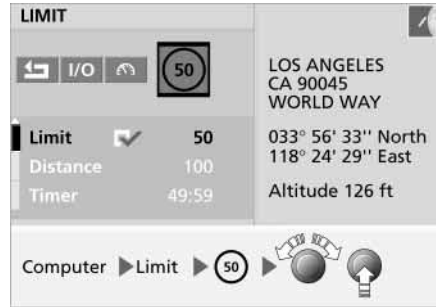 LIMIT
I/O
50
Limit 50
Distance 100
Timer 49:59
LOS ANGELES
CA 90045
WORLD WAY
033° 56' 33'' North
118° 24' 29'' East
Altitude 126 ft
Computer Limit 50